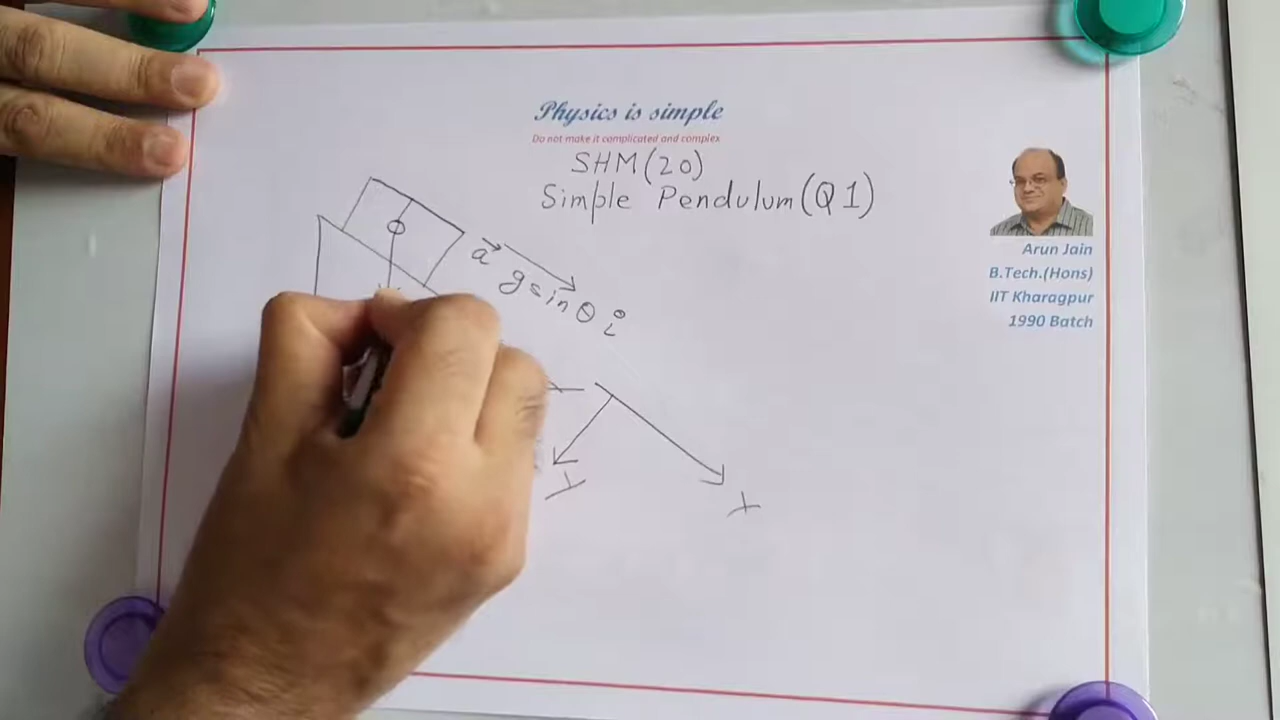 Physics is simple
Do not make it complicated and complex
SHM(20)
Simple Pendulum (Q1)
Arun Jain
B.Tech.(Hons)
IIT Kharagpur
1990 Batch
a
g sin θ i
y
x